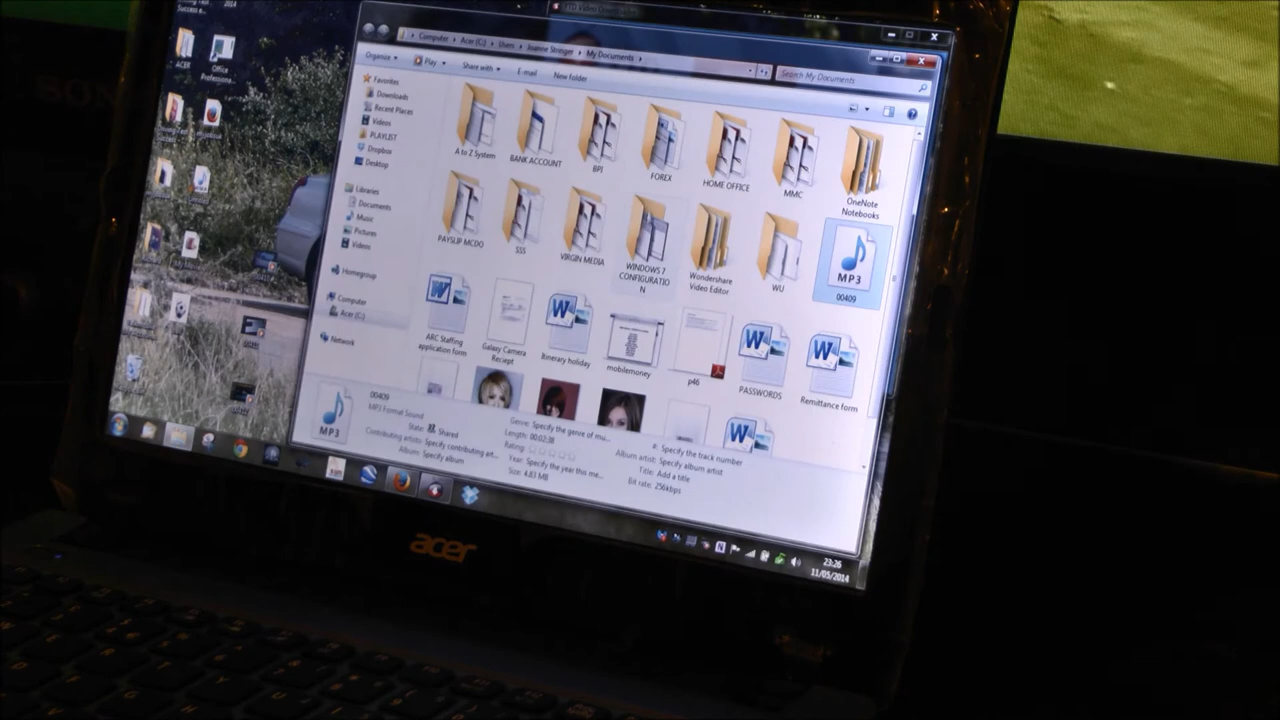 2014
Computer
Acer (C:)
Users
Joanne Stringer
My Documents
Search My Documents
Organize
Play
Share with
E-mail
New folder
ACER
Office
Professional...
Favorites
Downloads
Recent Places
Videos
PLAYLIST
Dropbox
Desktop
Libraries
Documents
Music
Pictures
Videos
Homegroup
Computer
Acer (C:)
Network
A to Z System
BANK ACCOUNT
BPI
FOREX
HOME OFFICE
MMC
OneNote
Notebooks
PAYSLIP MCDO
SSS
VIRGIN MEDIA
WINDOWS 7
CONFIGURATIO
N
Wondershare
Video Editor
WU
MP3
00409
ARC Staffing
application form
Galaxy Camera
Reciept
itinerary holiday
mobilemoney
p46
PASSWORDS
Remittance form
MP3
00409
MP3 Format Sound
State: Shared
Contributing artists: Specify contributing art...
Album: Specify album
Genre: Specify the genre of mu...
Length: 00:02:38
Rating:
Year: Specify the year this me...
Size: 4.83 MB
#: Specify the track number
Album artist: Specify album artist
Title: Add a title
Bit rate: 256kbps
23:26
11/05/2014
acer